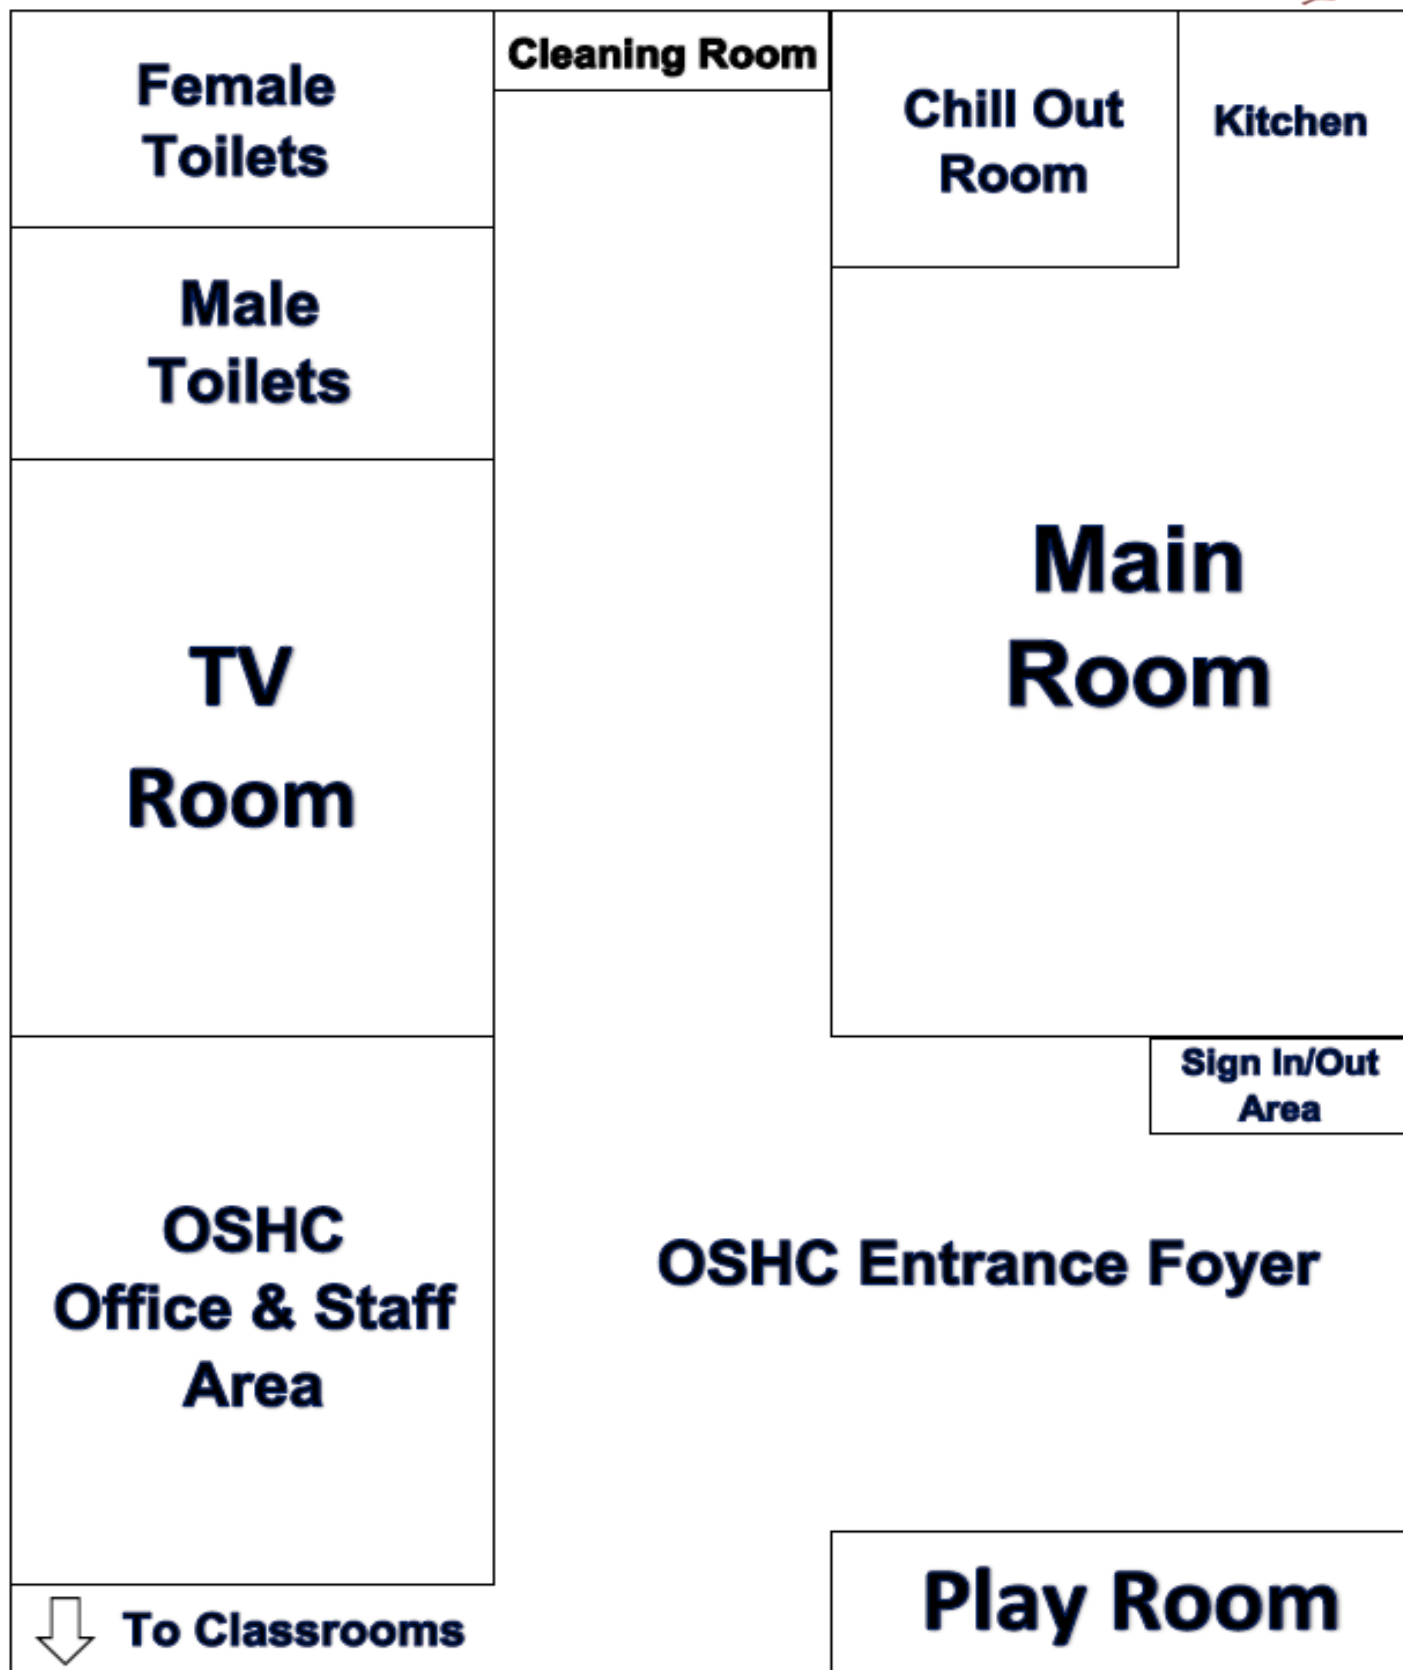 Female
Toilets
Cleaning Room
Chill Out
Room
Kitchen
Male
Toilets
Main
Room
TV
Room
Sign In/Out
Area
OSHC
Office & Staff
Area
OSHC Entrance Foyer
Play Room
To Classrooms